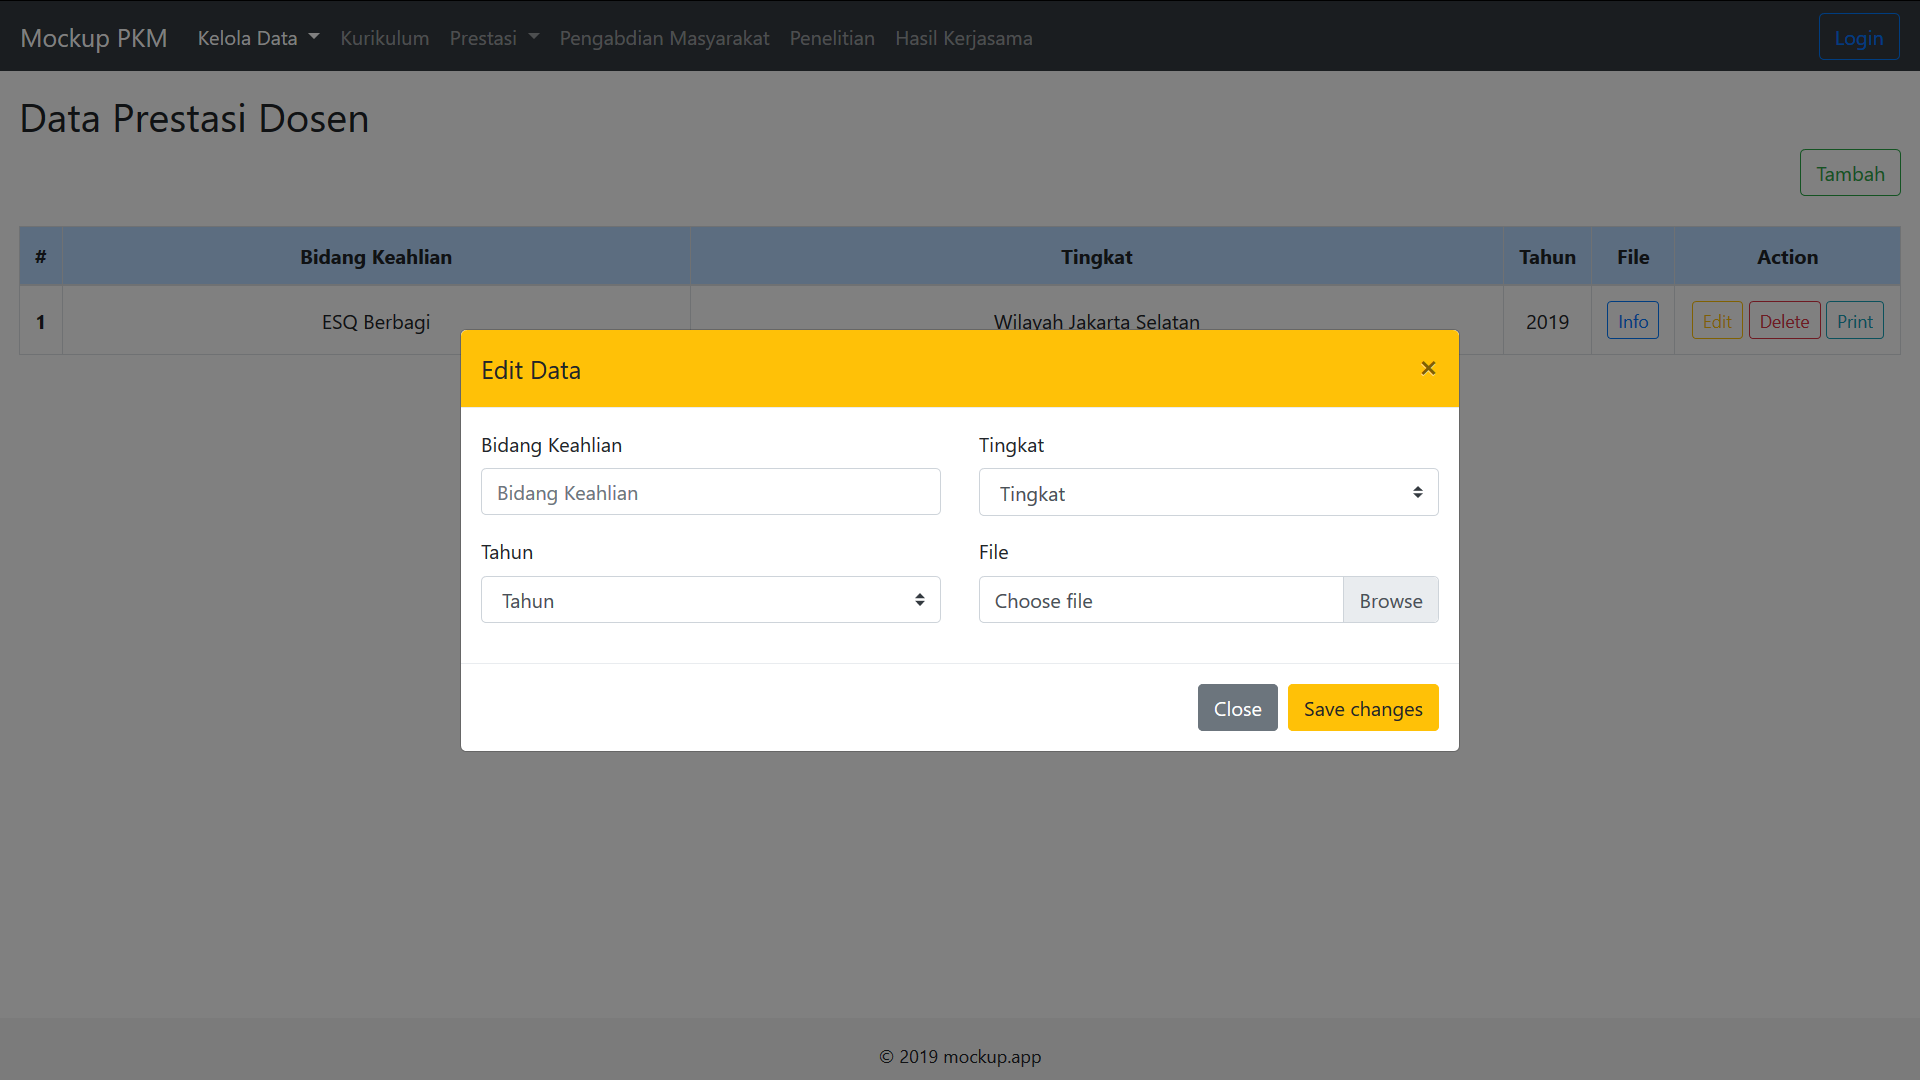 Mockup PKM Kelola Data Kurikulum Prestasi Pengabdian Masyarakat Penelitian Hasil Kerjasama Login
Data Prestasi Dosen
Tambah
# Bidang Keahlian Tingkat Tahun File Action
1 ESQ Berbagi Wilayah Jakarta Selatan 2019 Info Edit Delete Print
Edit Data ×
Bidang Keahlian Tingkat
Bidang Keahlian Tingkat
Tahun File
Tahun Choose file Browse
Close Save changes
© 2019 mockup.app